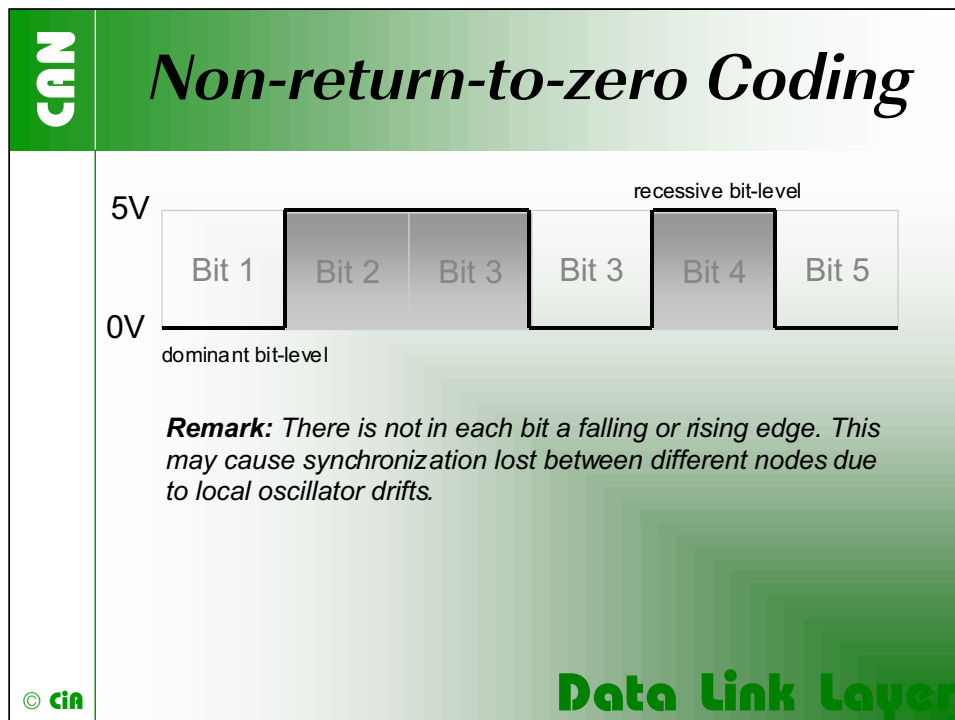 CAN
Non-return-to-zero Coding
recessive bit-level
5V
Bit 1 Bit 2 Bit 3 Bit 3 Bit 4 Bit 5
0V
dominant bit-level
Remark: There is not in each bit a falling or rising edge. This
may cause synchronization lost between different nodes due
to local oscillator drifts.
© CiA
Data Link Layer